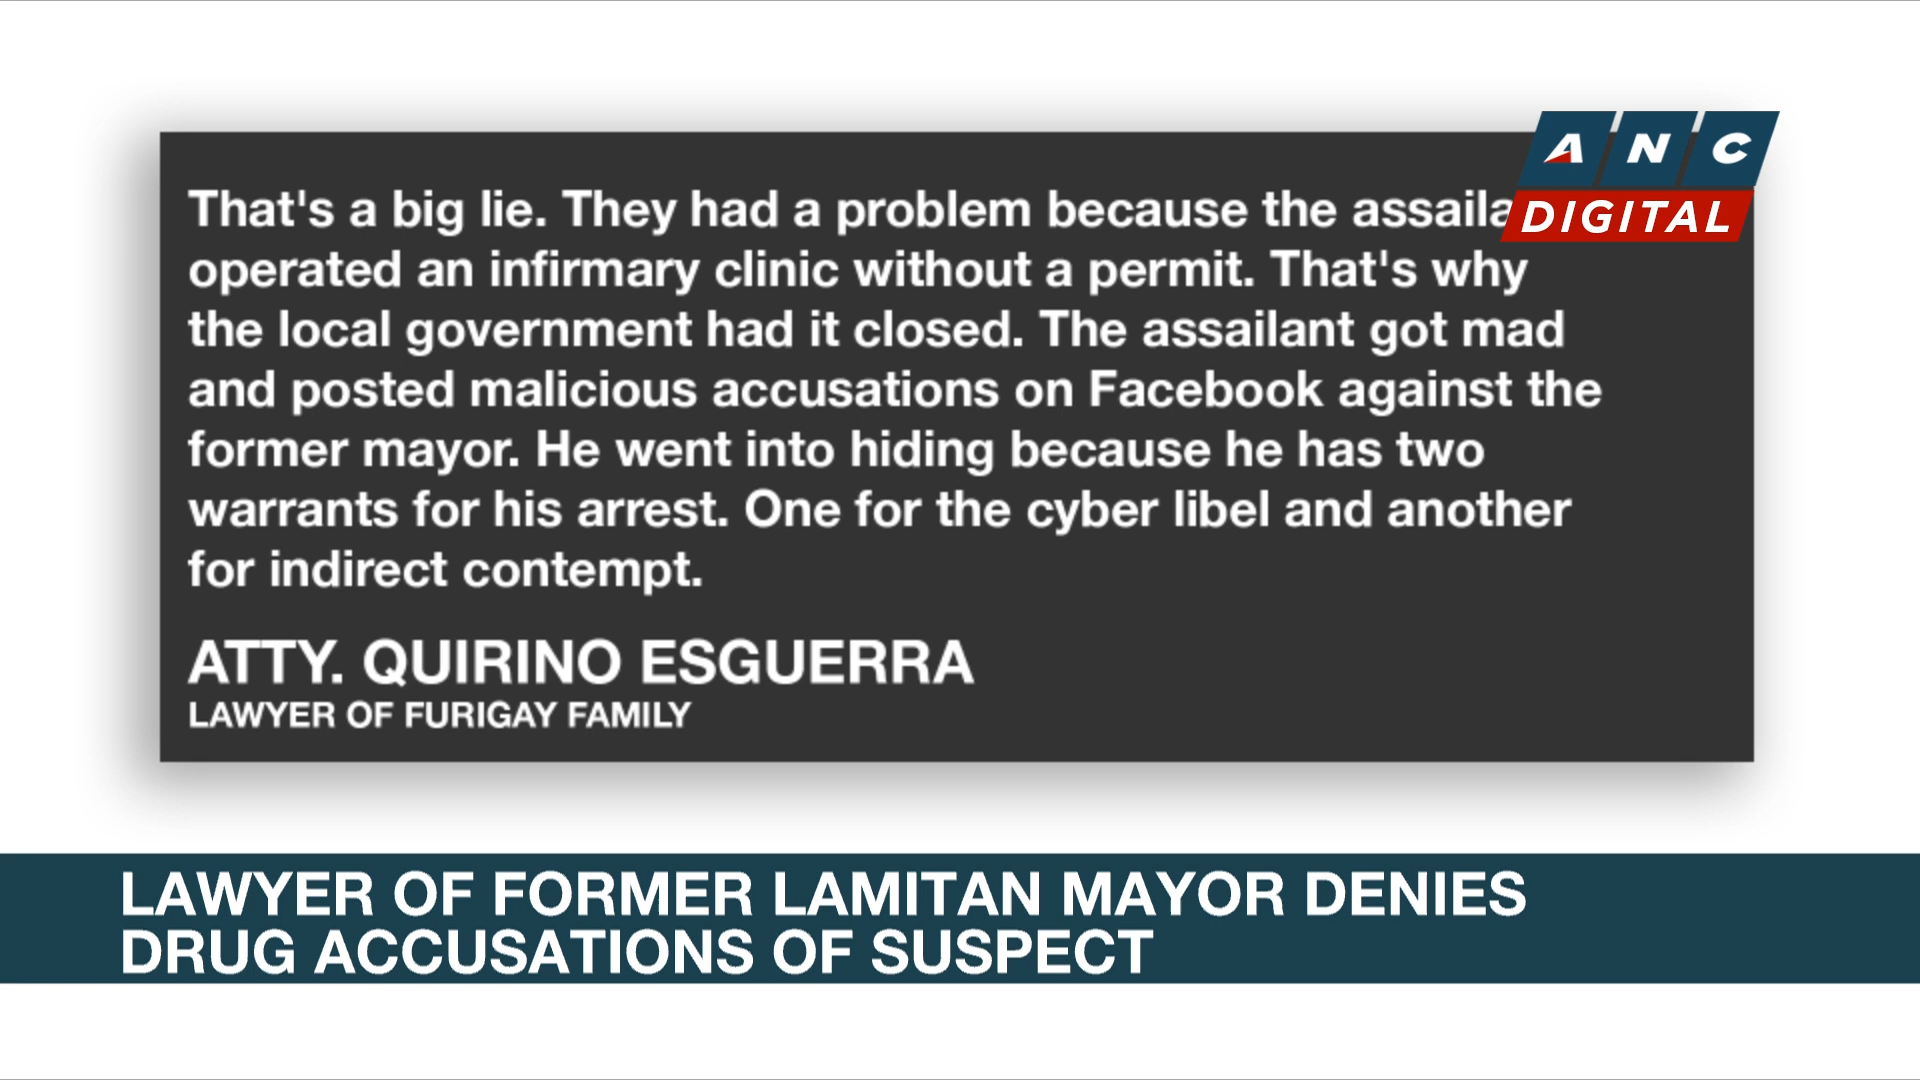 That's a big lie. They had a problem because the
operated an infirmary clinic without a permit. That's why
the local government had it closed. The assailant got mad
and posted malicious accusations on Facebook against the
former mayor. He went into hiding because he has two
warrants for his arrest. One for the cyber libel and another
for indirect contempt.
ATTY. QUIRINO ESGUERRA
LAWYER OF FURIGAY FAMILY
ANC
DIGITAL
LAWYER OF FORMER LAMITAN MAYOR DENIES
DRUG ACCUSATIONS OF SUSPECT